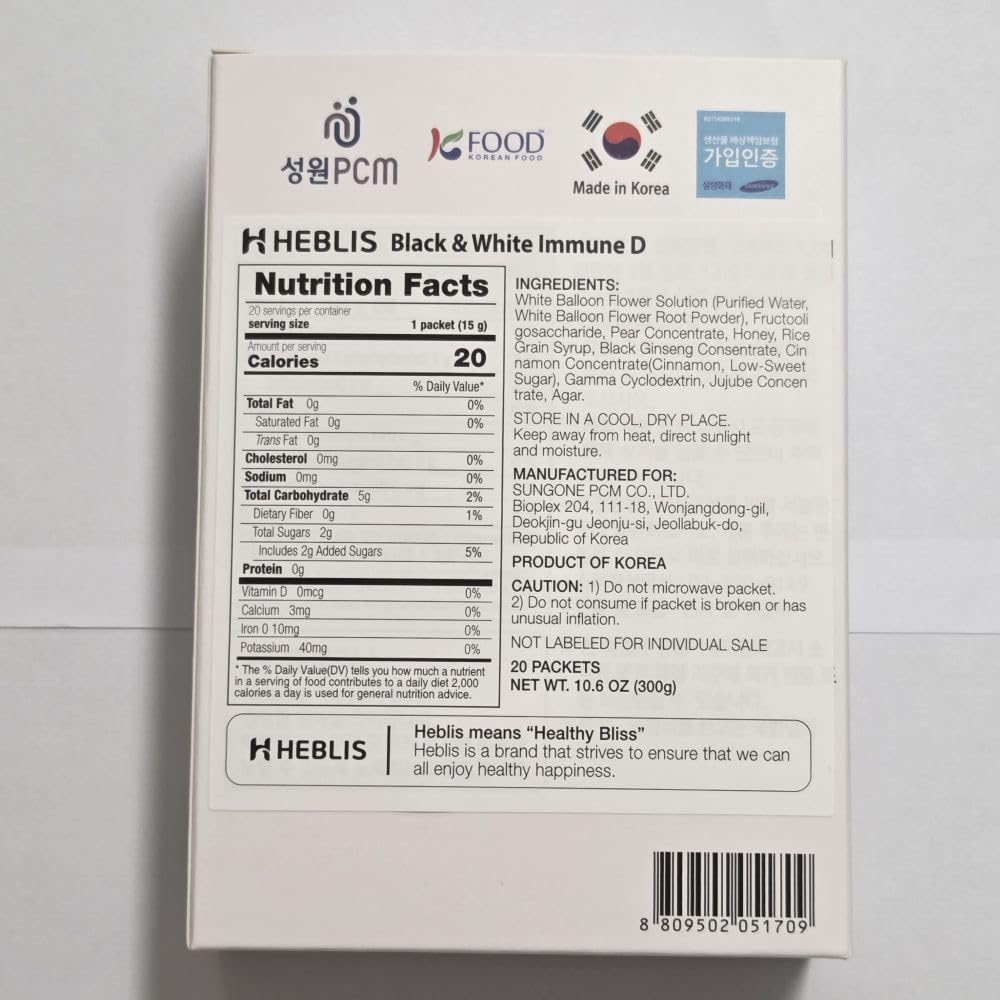 성원PCM
K FOOD™
KOREAN FOOD
Made in Korea
생산물 배상책임보험
가입인증
삼성화재 SAMSUNG
HEBLIS Black & White Immune D
Nutrition Facts
20 servings per container
serving size 1 packet (15 g)
Amount per serving
Calories 20
% Daily Value*
Total Fat 0g 0%
Saturated Fat 0g 0%
Trans Fat 0g
Cholesterol 0mg 0%
Sodium 0mg 0%
Total Carbohydrate 5g 2%
Dietary Fiber 0g 1%
Total Sugars 2g
Includes 2g Added Sugars 5%
Protein 0g
Vitamin D 0mcg 0%
Calcium 3mg 0%
Iron 0 10mg 0%
Potassium 40mg 0%
* The % Daily Value(DV) tells you how much a nutrient
in a serving of food contributes to a daily diet 2,000
calories a day is used for general nutrition advice.
INGREDIENTS:
White Balloon Flower Solution (Purified Water,
White Balloon Flower Root Powder), Fructooli
gosaccharide, Pear Concentrate, Honey, Rice
Grain Syrup, Black Ginseng Consentrate, Cin
namon Concentrate(Cinnamon, Low-Sweet
Sugar), Gamma Cyclodextrin, Jujube Concen
trate, Agar.
STORE IN A COOL, DRY PLACE.
Keep away from heat, direct sunlight
and moisture.
MANUFACTURED FOR:
SUNGONE PCM CO., LTD.
Bioplex 204, 111-18, Wonjangdong-gil,
Deokjin-gu Jeonju-si, Jeollabuk-do,
Republic of Korea
PRODUCT OF KOREA
CAUTION: 1) Do not microwave packet.
2) Do not consume if packet is broken or has
unusual inflation.
NOT LABELED FOR INDIVIDUAL SALE
20 PACKETS
NET WT. 10.6 OZ (300g)
HEBLIS
Heblis means “Healthy Bliss”
Heblis is a brand that strives to ensure that we can
all enjoy healthy happiness.
8 809502 051709